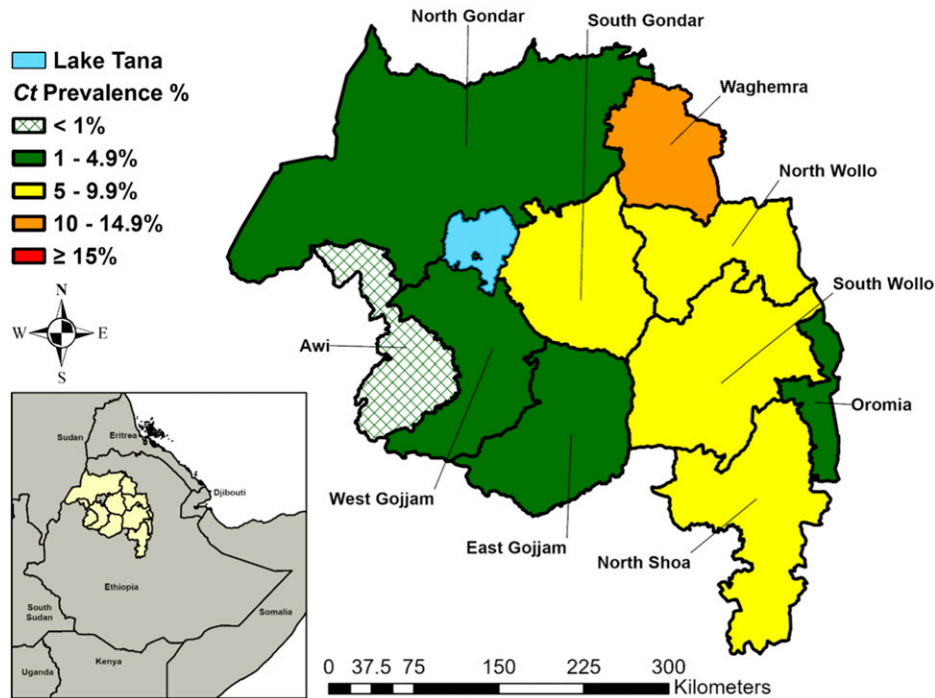 North Gondar
South Gondar
Lake Tana
Ct Prevalence %
< 1%
1 - 4.9%
5 - 9.9%
10 - 14.9%
≥ 15%
Waghemra
North Wollo
South Wollo
N
W
E
S
Awi
Oromia
West Gojjam
East Gojjam
North Shoa
Sudan
Eritrea
Djibouti
Ethiopia
South
Sudan
Somalia
Uganda
Kenya
0 37.5 75 150 225 300
Kilometers